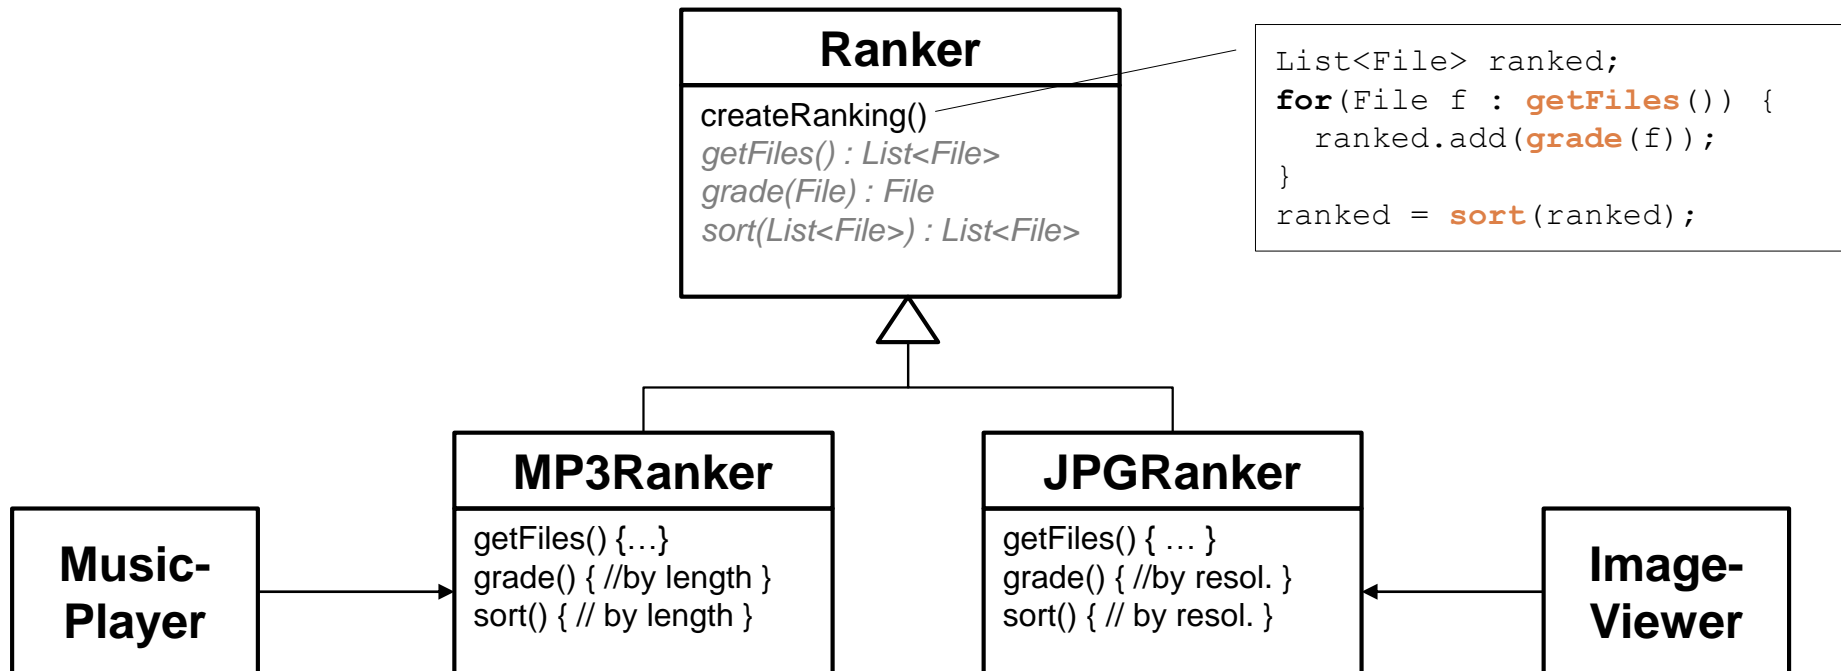 Ranker
createRanking()
getFiles() : List<File>
grade(File) : File
sort(List<File>) : List<File>
List<File> ranked;
for(File f : getFiles()) {
  ranked.add(grade(f));
}
ranked = sort(ranked);
Music-
Player
MP3Ranker
getFiles() {…}
grade() { //by length }
sort() { // by length }
JPGRanker
getFiles() { … }
grade() { //by resol. }
sort() { // by resol. }
Image-
Viewer